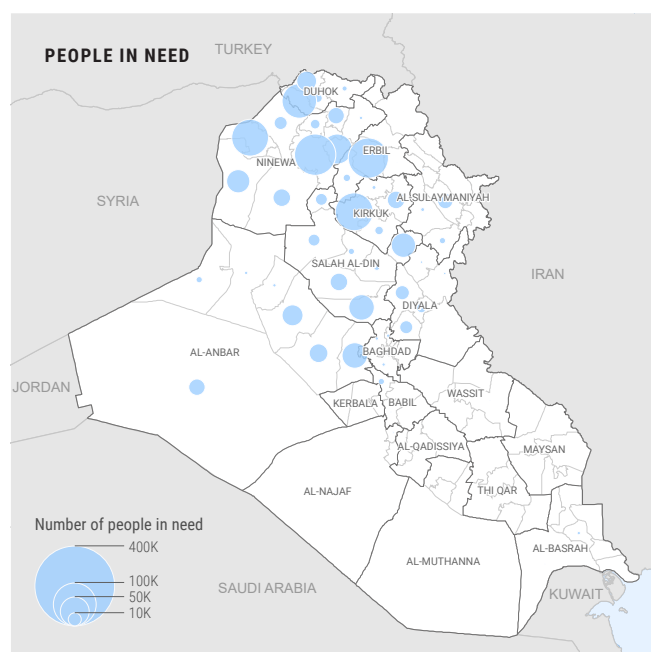 PEOPLE IN NEED
TURKEY
DUHOK
ERBIL
NINEWA
AL-SULAYMANIYAH
SYRIA
KIRKUK
SALAH AL-DIN
IRAN
DIYALA
AL-ANBAR
BAGHDAD
JORDAN
WASSIT
KERBALA
BABIL
AL-QADISSIYA
MAYSAN
AL-NAJAF
THI QAR
Number of people in need
400K
100K
50K
10K
AL-BASRAH
AL-MUTHANNA
SAUDI ARABIA
KUWAIT